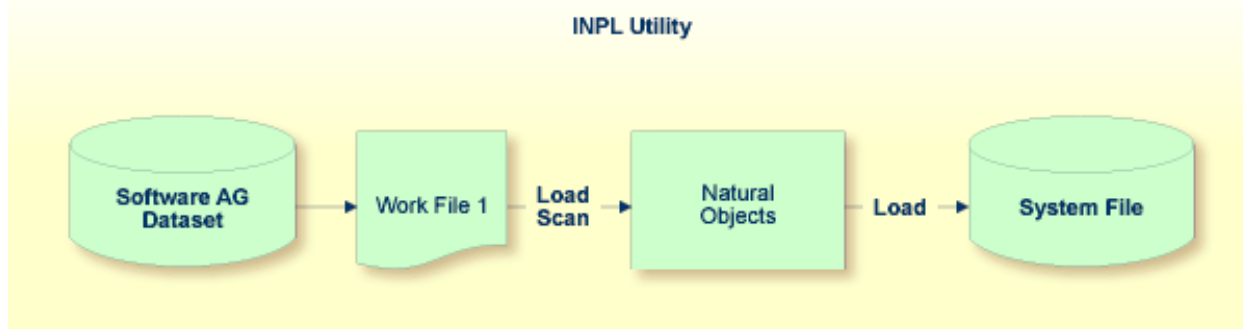 INPL Utility
Software AG
Dataset
Work File 1
Load
Scan
Natural
Objects
Load
System File